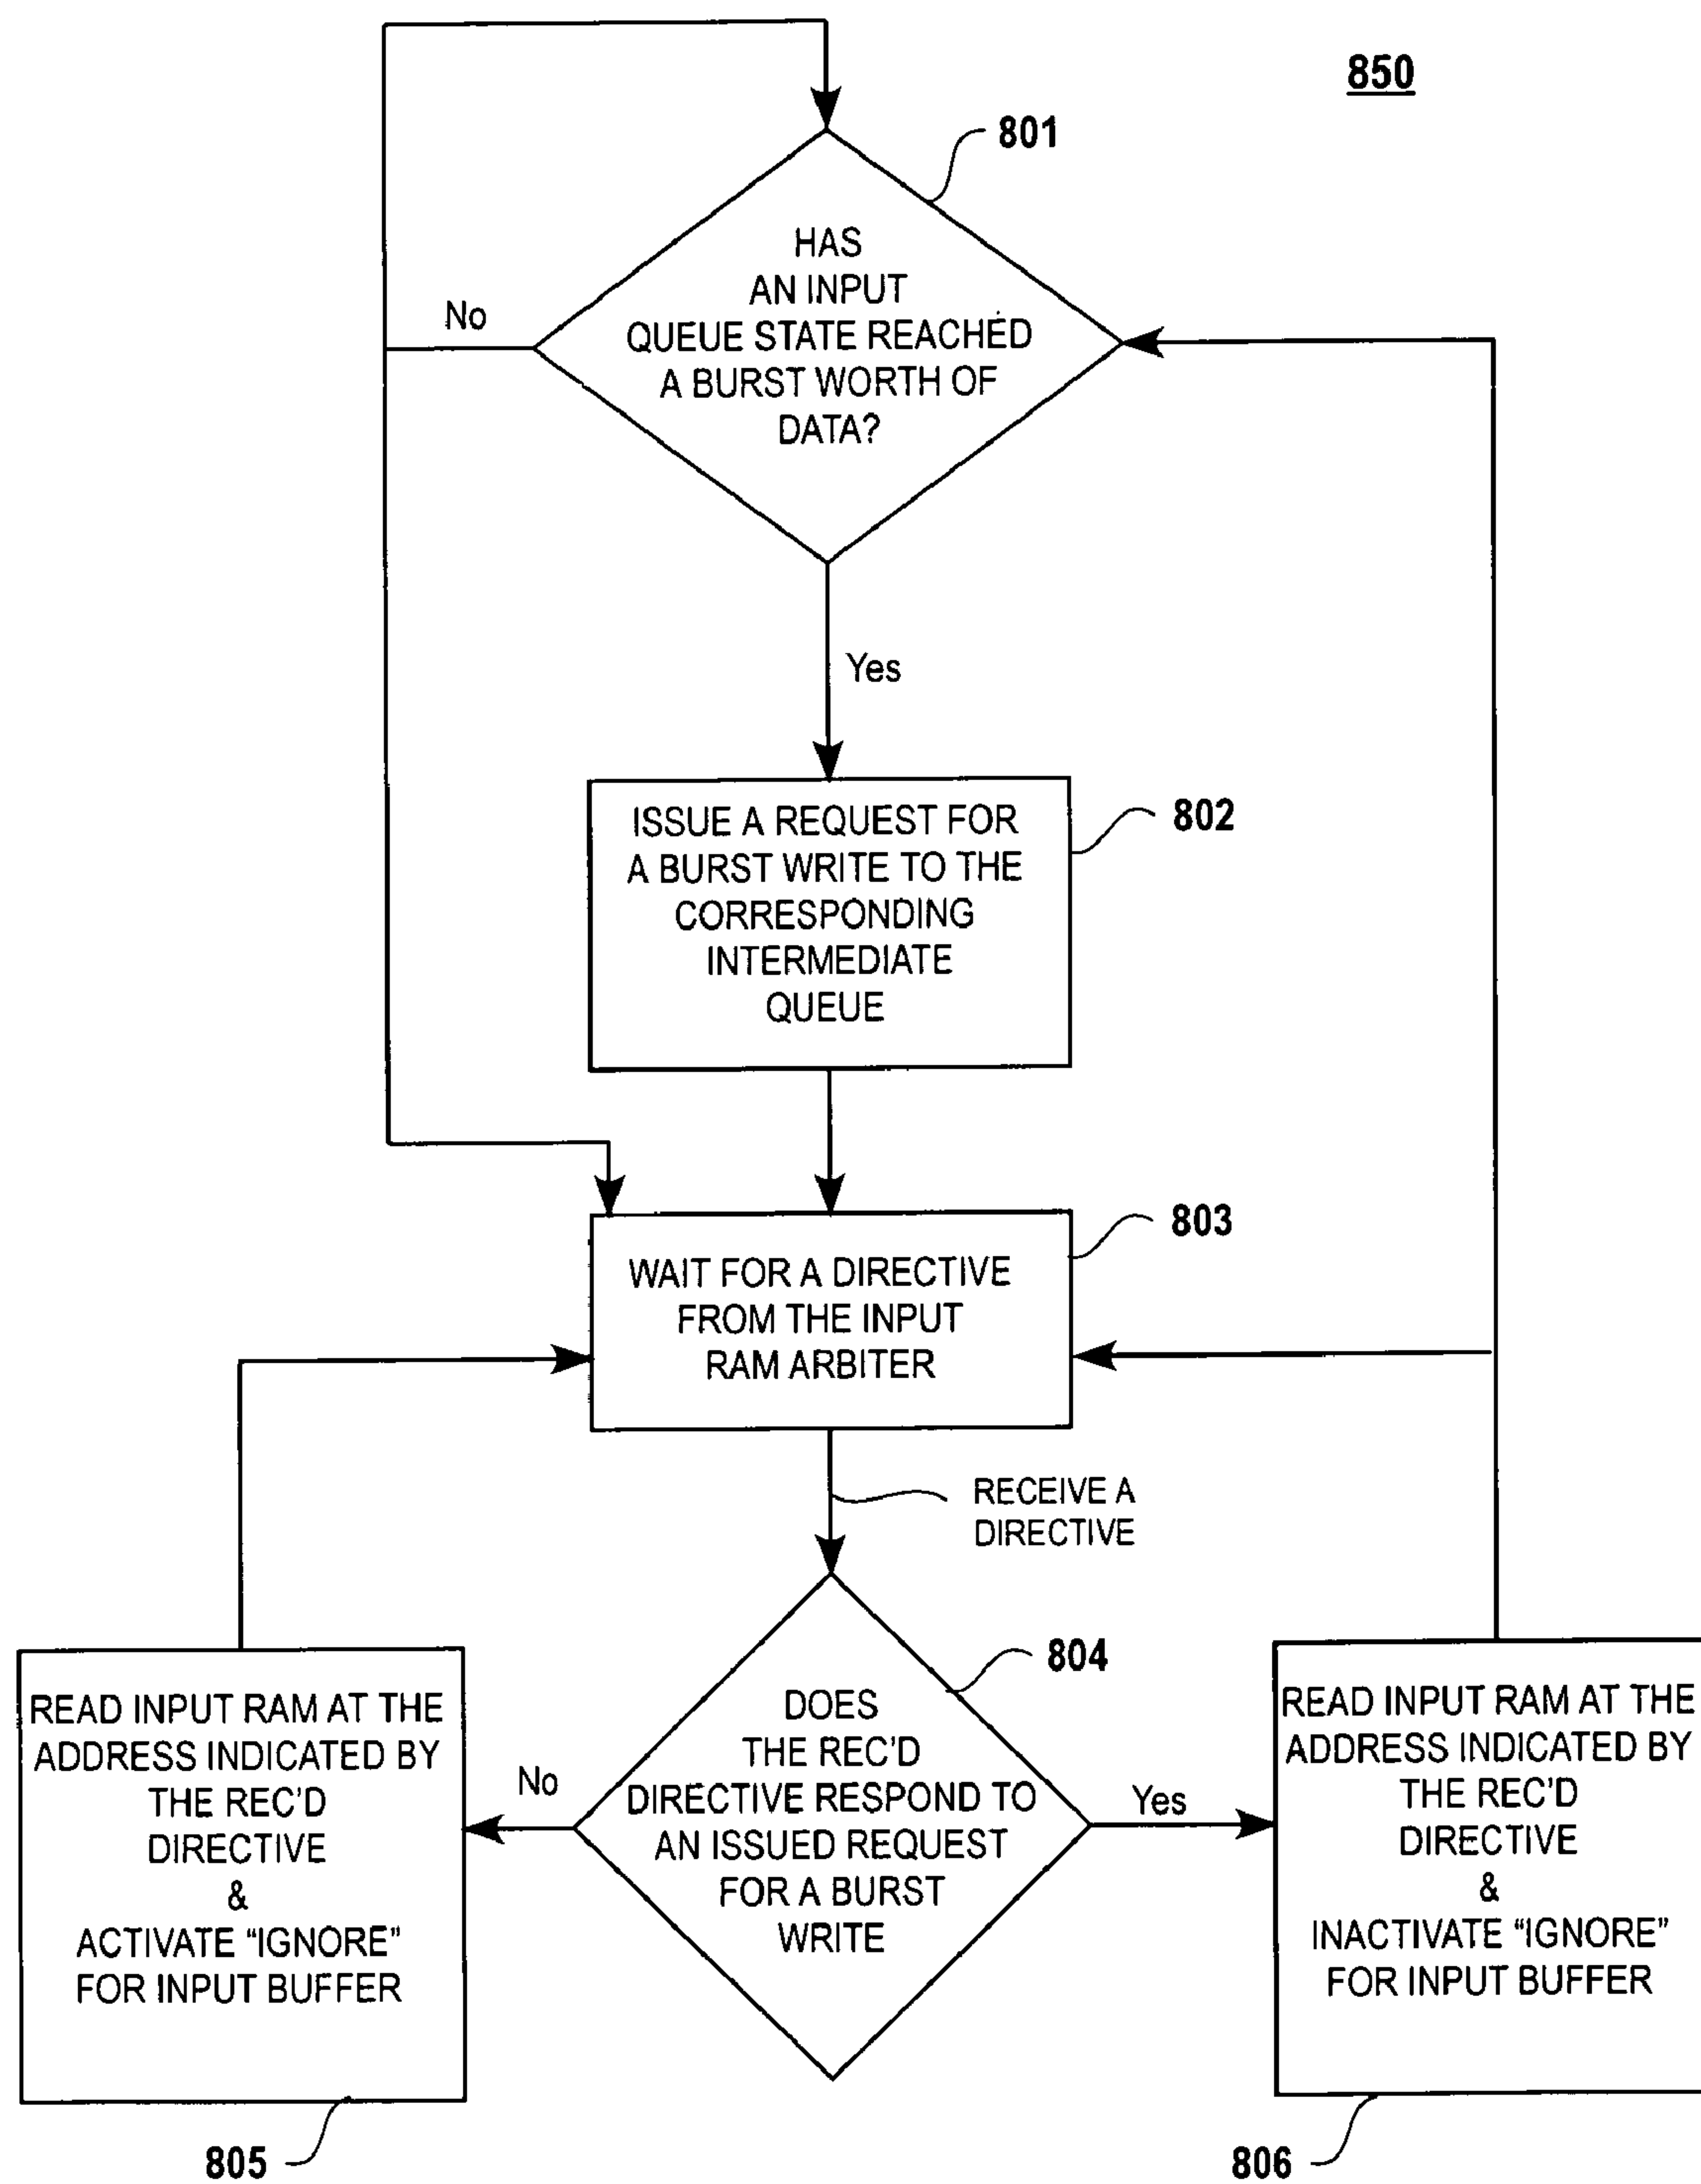 850
801
HAS
AN INPUT
QUEUE STATE REACHED
A BURST WORTH OF
DATA?
No
Yes
ISSUE A REQUEST FOR
A BURST WRITE TO THE
CORRESPONDING
INTERMEDIATE
QUEUE
802
803
WAIT FOR A DIRECTIVE
FROM THE INPUT
RAM ARBITER
RECEIVE A
DIRECTIVE
804
DOES
THE REC'D
DIRECTIVE RESPOND TO
AN ISSUED REQUEST
FOR A BURST
WRITE
No
Yes
READ INPUT RAM AT THE
ADDRESS INDICATED BY
THE REC'D
DIRECTIVE
&
ACTIVATE “IGNORE”
FOR INPUT BUFFER
805
READ INPUT RAM AT THE
ADDRESS INDICATED BY
THE REC'D
DIRECTIVE
&
INACTIVATE “IGNORE”
FOR INPUT BUFFER
806